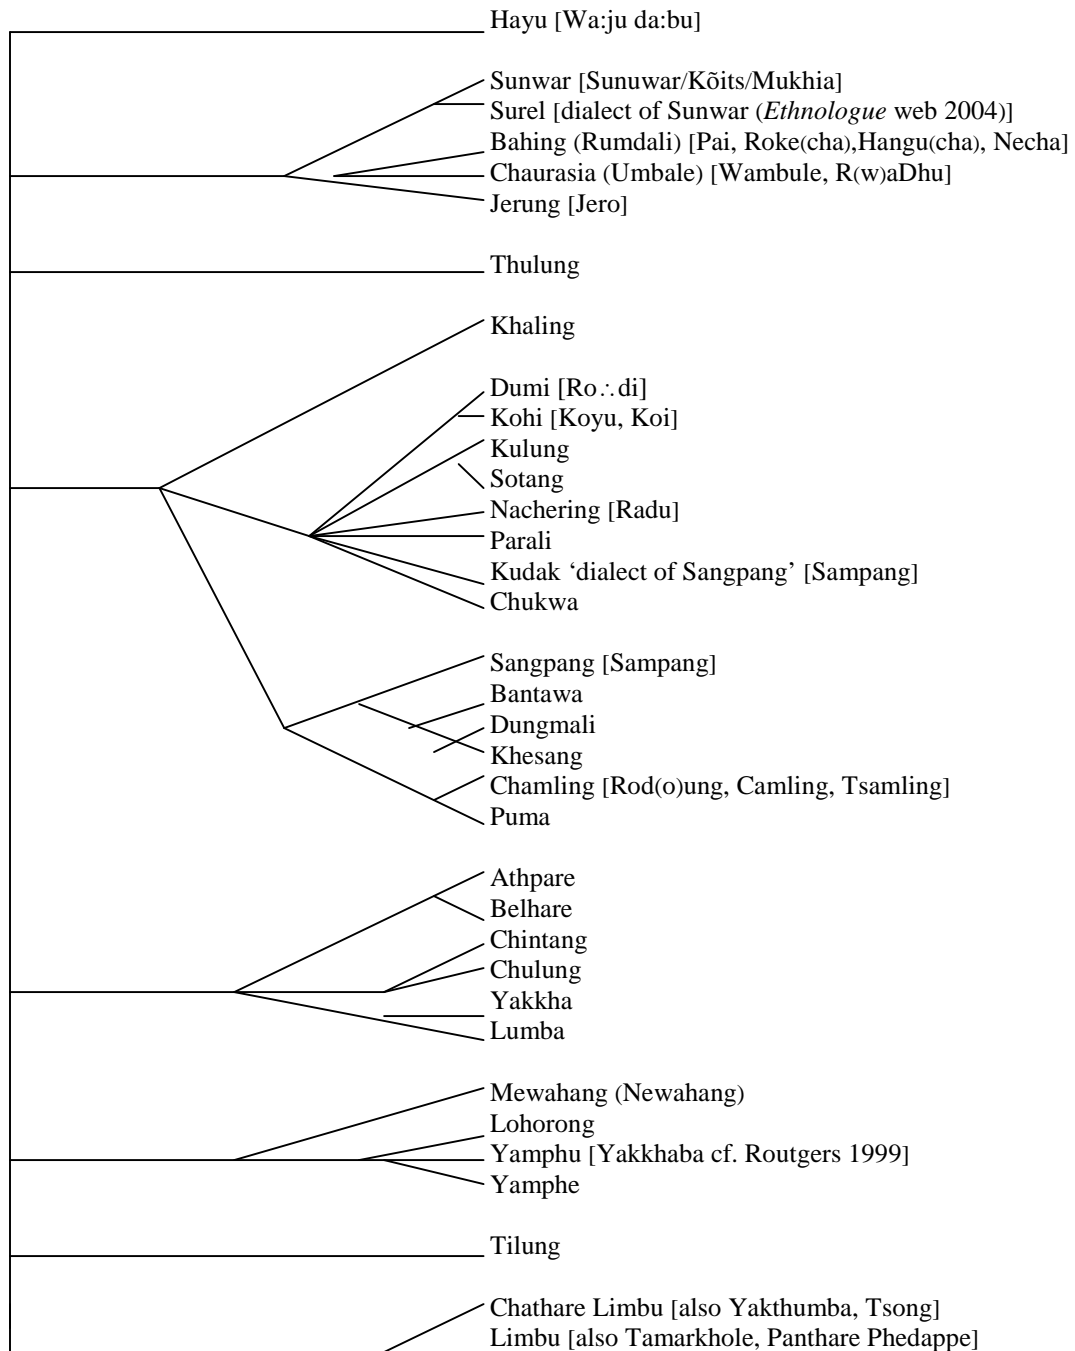 Hayu [Wa:ju da:bu]
Sunwar [Sunuwar/Kõits/Mukhia]
Surel [dialect of Sunwar (Ethnologue web 2004)]
Bahing (Rumdali) [Pai, Roke(cha),Hangu(cha), Necha]
Chaurasia (Umbale) [Wambule, R(w)aDhu]
Jerung [Jero]
Thulung
Khaling
Dumi [Ro∴di]
Kohi [Koyu, Koi]
Kulung
Sotang
Nachering [Radu]
Parali
Kudak ‘dialect of Sangpang’ [Sampang]
Chukwa
Sangpang [Sampang]
Bantawa
Dungmali
Khesang
Chamling [Rod(o)ung, Camling, Tsamling]
Puma
Athpare
Belhare
Chintang
Chulung
Yakkha
Lumba
Mewahang (Newahang)
Lohorong
Yamphu [Yakkhaba cf. Routgers 1999]
Yamphe
Tilung
Chathare Limbu [also Yakthumba, Tsong]
Limbu [also Tamarkhole, Panthare Phedappe]